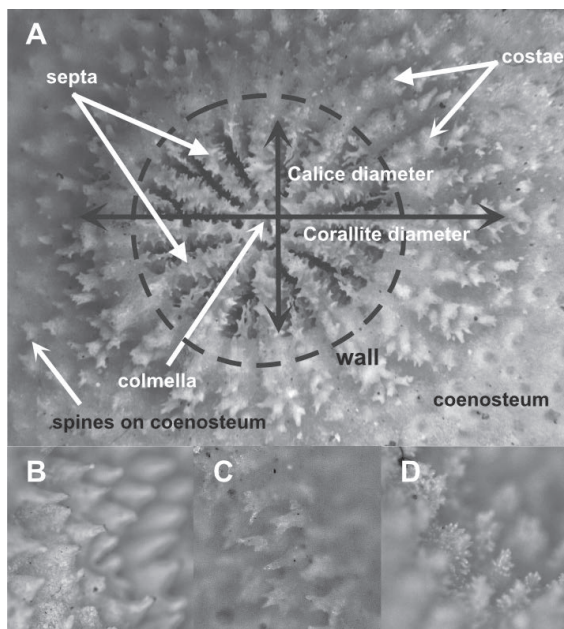 A
costae
septa
Calice diameter
Corallite diameter
colmella
wall
coenosteum
spines on coenosteum
B
C
D